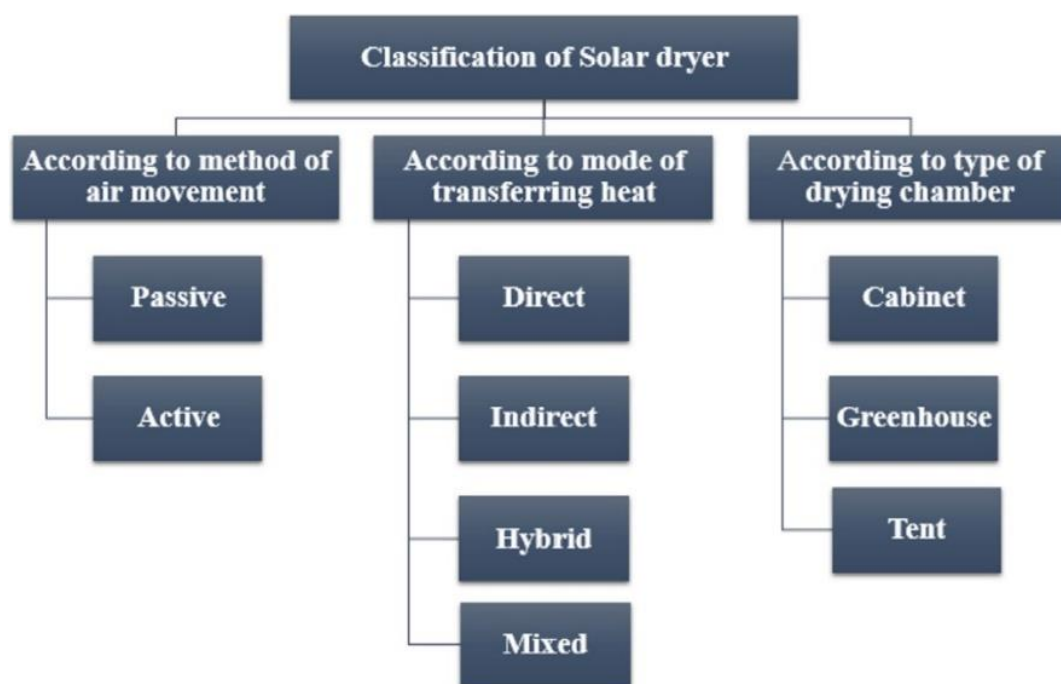 Classification of Solar dryer
According to method of
air movement
According to mode of
transferring heat
According to type of
drying chamber
Passive
Active
Direct
Indirect
Hybrid
Mixed
Cabinet
Greenhouse
Tent